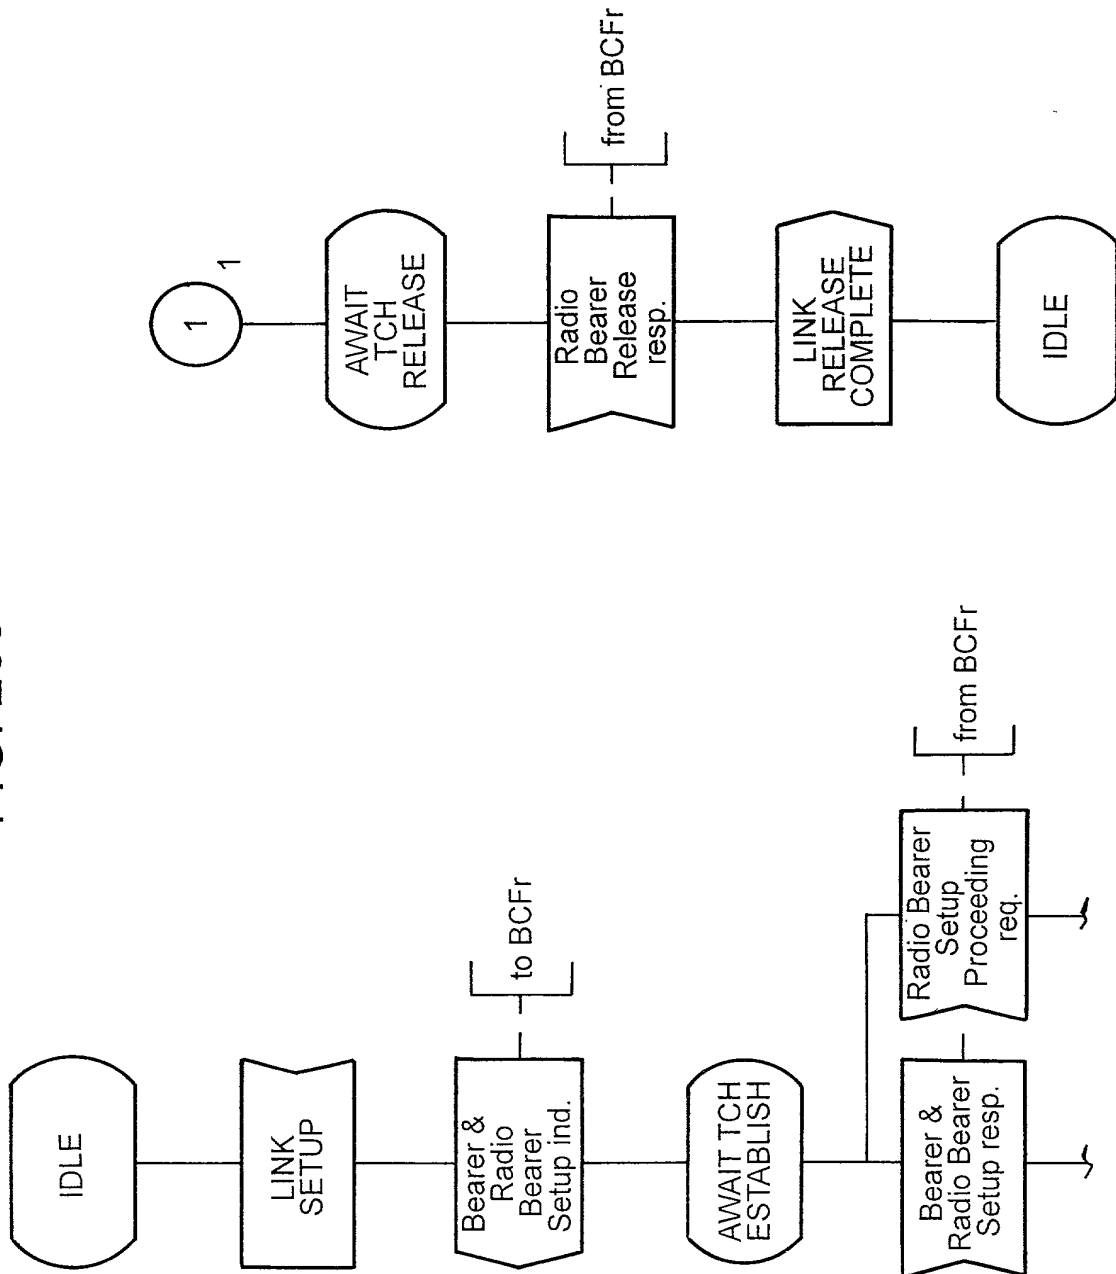 IDLE
LINK
SETUP
Bearer &
Radio
Bearer
Setup ind.
to BCFr
AWAIT TCH
ESTABLISH
Bearer &
Radio Bearer
Setup resp.
Radio Bearer
Setup
Proceeding
req.
from BCFr
1
1
AWAIT
TCH
RELEASE
Radio
Bearer
Release
resp.
from BCFr
LINK
RELEASE
COMPLETE
IDLE